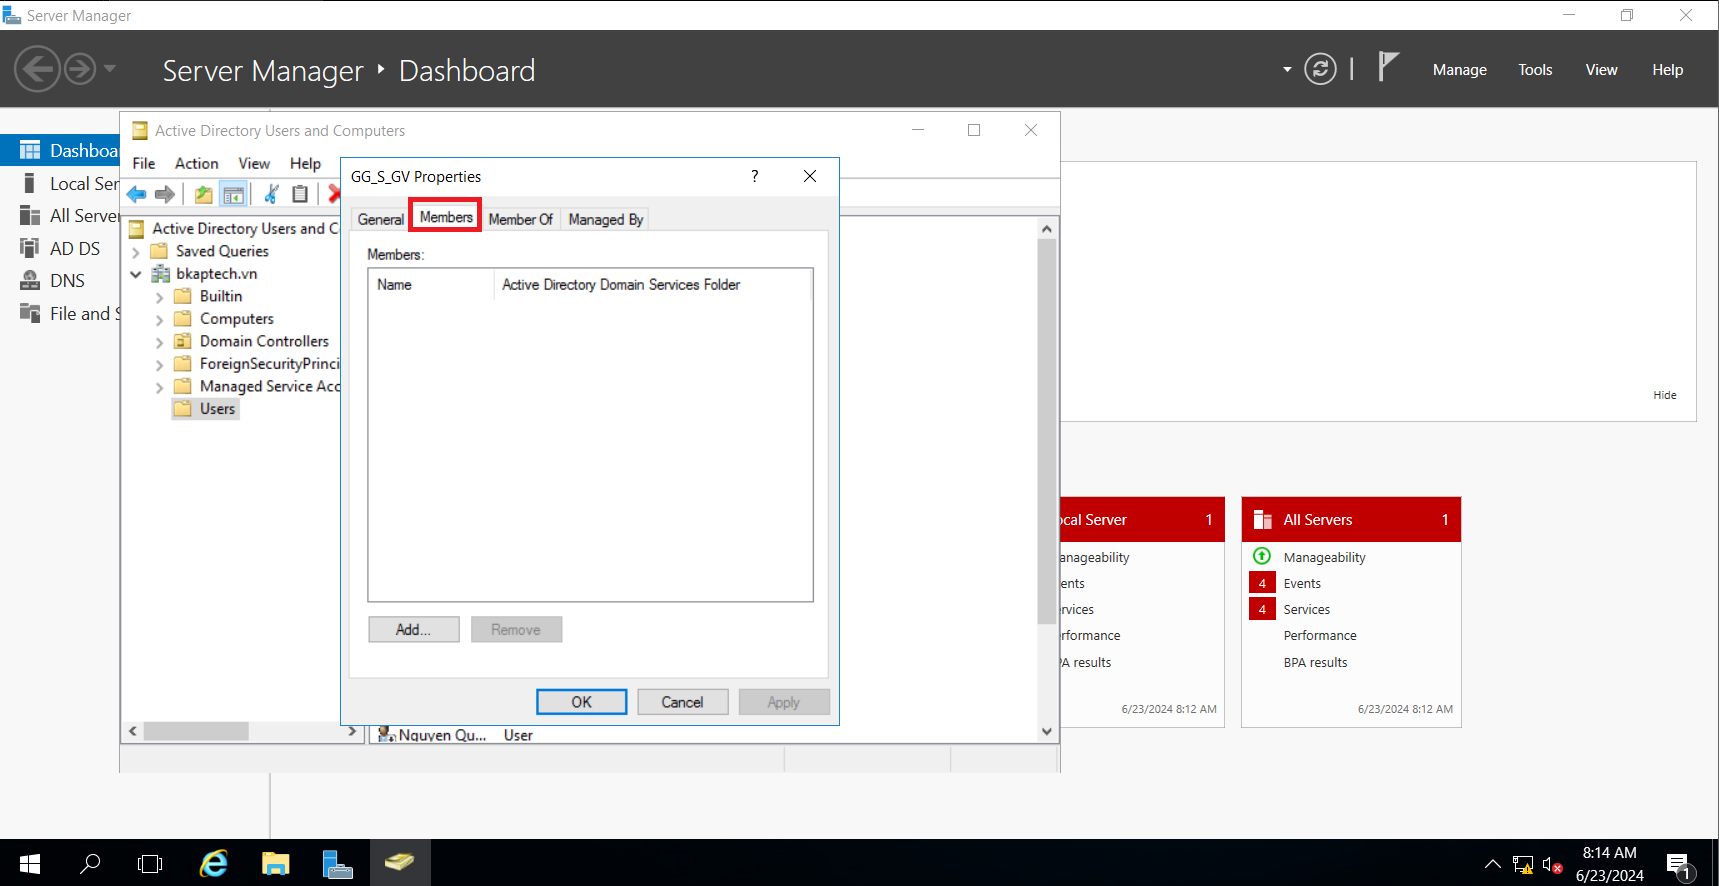 Server Manager
Server Manager ‣ Dashboard
Manage Tools View Help
Dashboa
Local Ser
All Server
AD DS
DNS
File and S
Active Directory Users and Computers
File Action View Help
Active Directory Users and C
Saved Queries
bkaptech.vn
Builtin
Computers
Domain Controllers
ForeignSecurityPrinci
Managed Service Acc
Users
GG_S_GV Properties ?
General Members Member Of Managed By
Members:
Name Active Directory Domain Services Folder
Add... Remove
OK Cancel Apply
Nguyen Qu... User
Hide
ocal Server 1
anageability
ents
rvices
rformance
PA results
6/23/2024 8:12 AM
All Servers 1
Manageability
4 Events
4 Services
Performance
BPA results
6/23/2024 8:12 AM
8:14 AM
6/23/2024
1